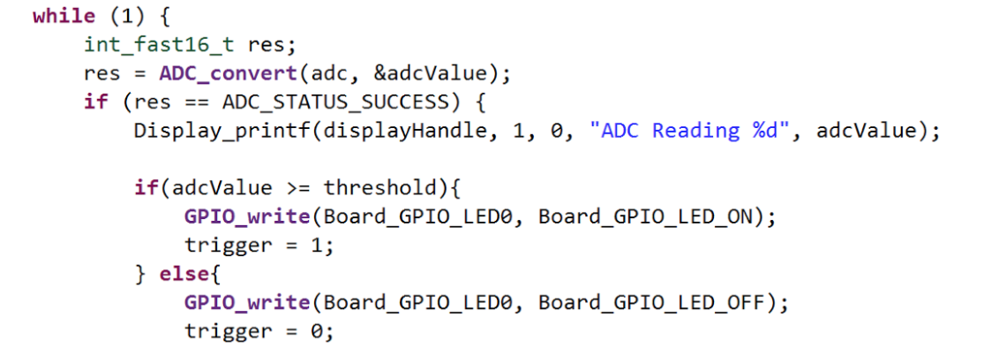 while (1) {
int_fast16_t res;
res = ADC_convert(adc, &adcValue);
if (res == ADC_STATUS_SUCCESS) {
Display_printf(displayHandle, 1, 0, "ADC Reading %d", adcValue);
if(adcValue >= threshold){
GPIO_write(Board_GPIO_LED0, Board_GPIO_LED_ON);
trigger = 1;
} else{
GPIO_write(Board_GPIO_LED0, Board_GPIO_LED_OFF);
trigger = 0;